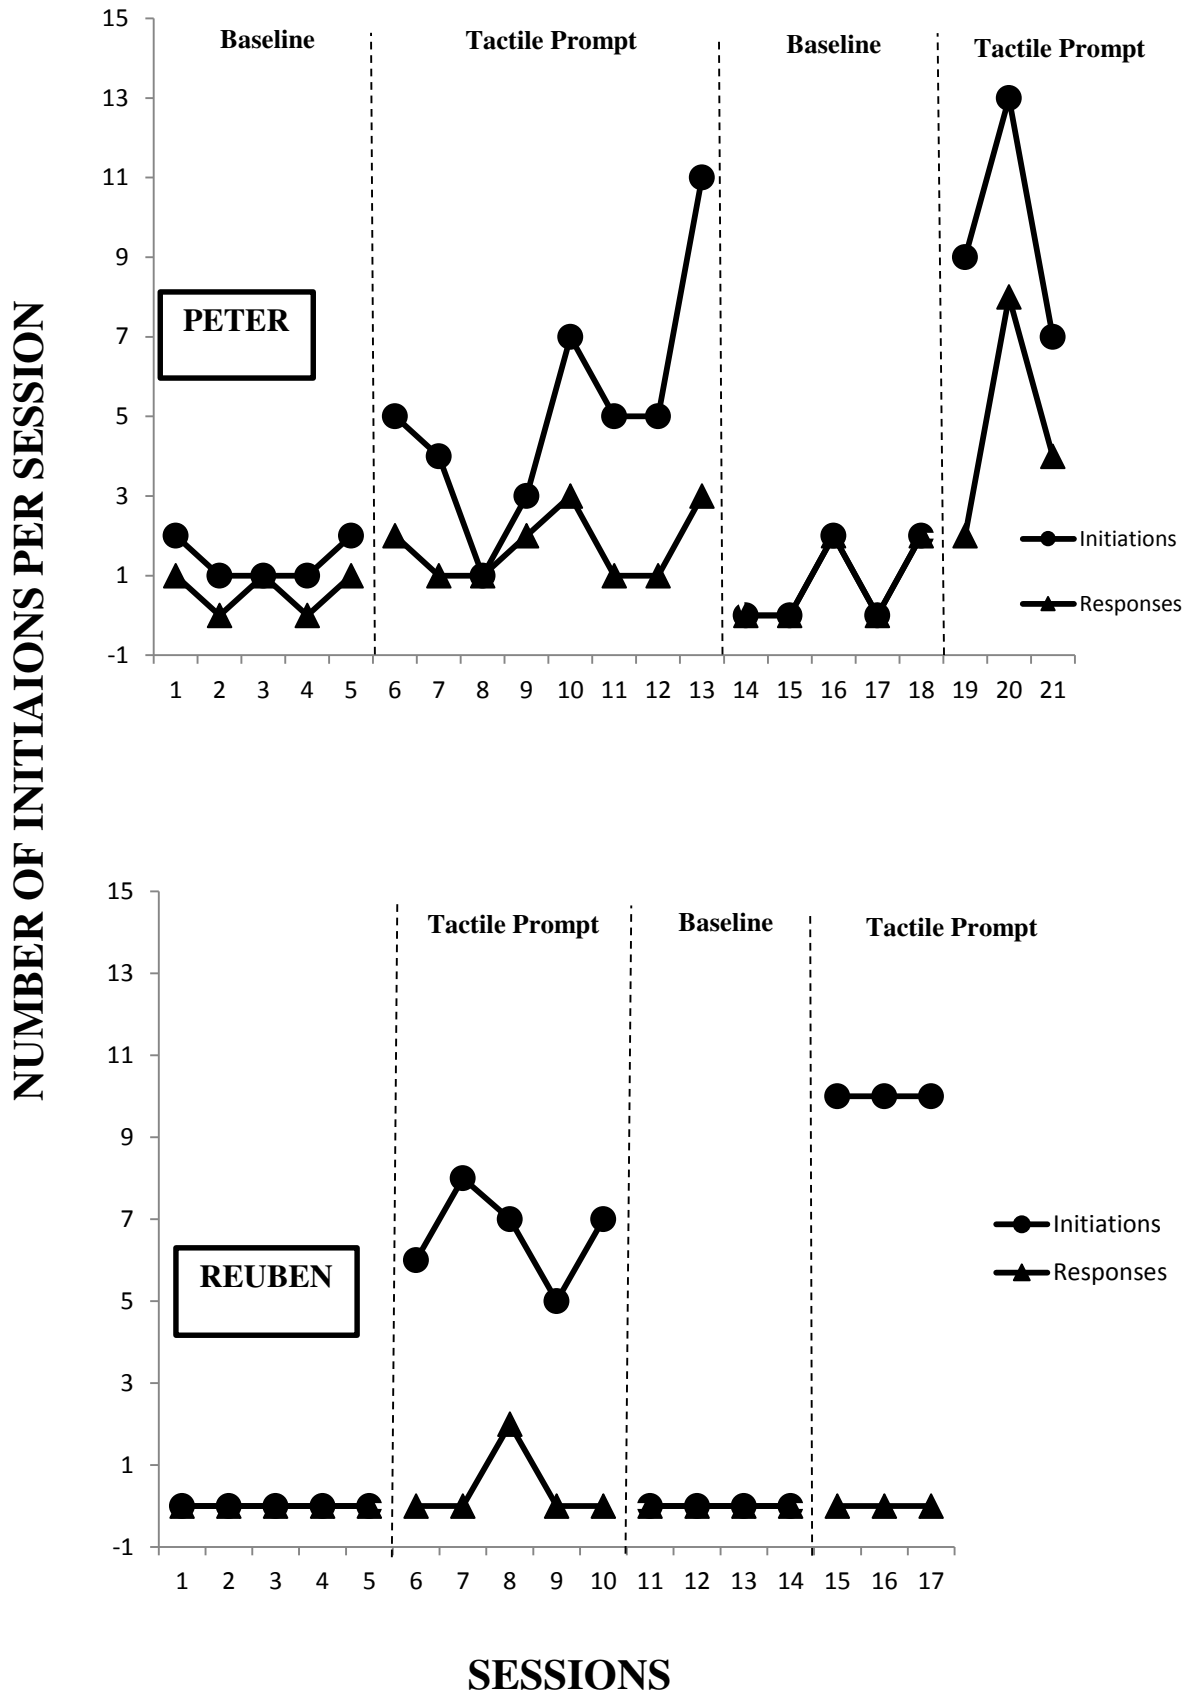 NUMBER OF INITIAIONS PER SESSION
15
13
11
9
7
5
3
1
-1
Baseline
Tactile Prompt
Baseline
Tactile Prompt
PETER
Initiations
Responses
1 2 3 4 5 6 7 8 9 10 11 12 13 14 15 16 17 18 19 20 21
15
13
11
9
7
5
3
1
-1
Tactile Prompt
Baseline
Tactile Prompt
REUBEN
Initiations
Responses
1 2 3 4 5 6 7 8 9 10 11 12 13 14 15 16 17
SESSIONS